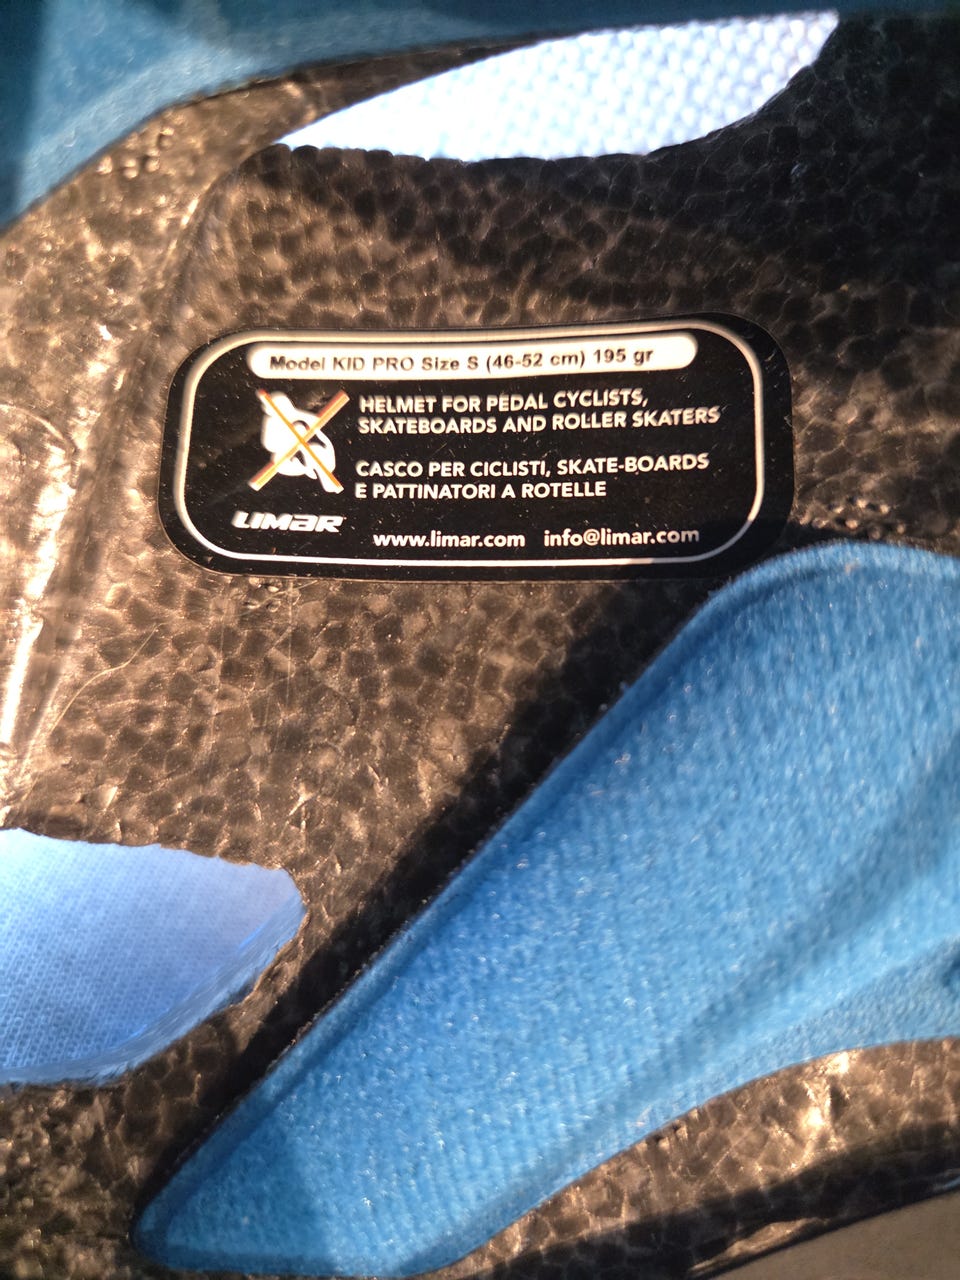 Model KID PRO Size S (46-52 cm) 195 gr
HELMET FOR PEDAL CYCLISTS,
SKATEBOARDS AND ROLLER SKATERS
CASCO PER CICLISTI, SKATE-BOARDS
E PATTINATORI A ROTELLE
LIMAR
www.limar.com info@limar.com